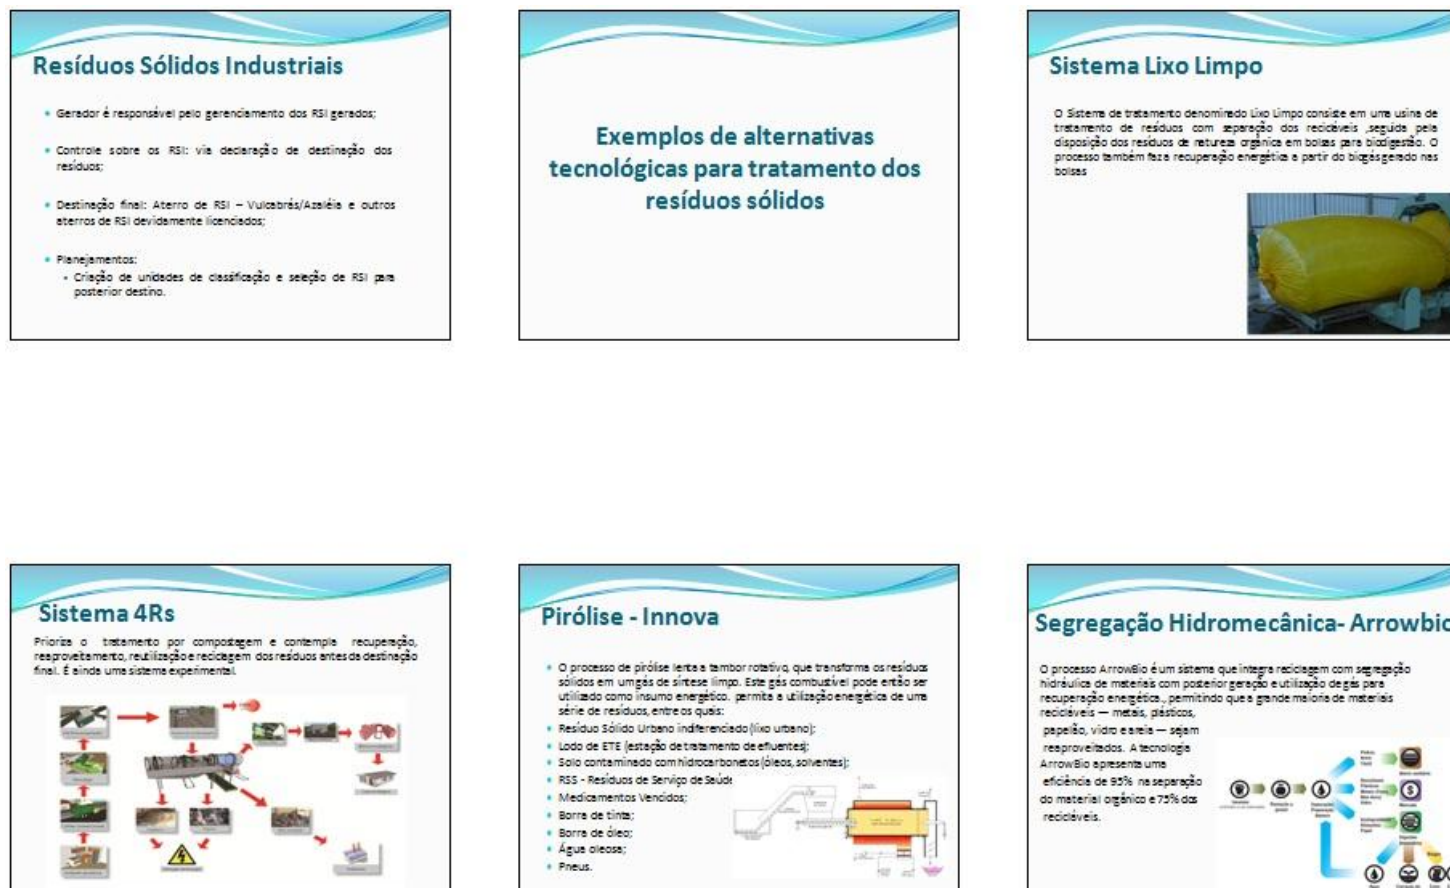 Resíduos Sólidos Industriais
Gerador é responsável pelo gerenciamento dos RSI gerados;
Controle sobre os RSI: via declaração de destinação dos
resíduos;
Destinação final: Aterro de RSI – Vulcabrás/Azaléia e outros
aterros de RSI devidamente licenciados;
Planejamentos:
Criação de unidades de classificação e seleção de RSI para
posterior destino.
Exemplos de alternativas
tecnológicas para tratamento dos
resíduos sólidos
Sistema Lixo Limpo
O Sistema de tratamento denominado Lixo Limpo consiste em uma usina de
tratamento de resíduos com separação dos recicláveis ,seguida pela
disposição dos resíduos de natureza orgânica em bolsas para biodigestão. O
processo também faz a recuperação energética a partir do biogás gerado nas
bolsas
Sistema 4Rs
Prioriza o tratamento por compostagem e contempla recuperação,
reaproveitamento, reutilização e reciclagem dos resíduos antes da destinação
final. É ainda uma sistema experimental.
Pirólise - Innova
O processo de pirólise lenta a tambor rotativo, que transforma os resíduos
sólidos em um gás de síntese limpo. Este gás combustível pode então ser
utilizado como insumo energético. permita a utilização energética de uma
série de resíduos, entre os quais:
Resíduo Sólido Urbano indiferenciado (lixo urbano);
Lodo de ETE (estação de tratamento de efluentes);
Solo contaminado com hidrocarbonetos (óleos, solventes);
RSS - Resíduos de Serviço de Saúde
Medicamentos Vencidos;
Borra de tinta;
Borra de óleo;
Água oleosa;
Pneus.
Segregação Hidromecânica- Arrowbio
O processo ArrowBio é um sistema que integra reciclagem com segregação
hidráulica de materiais com posterior geração e utilização de gás para
recuperação energética., permitindo que a grande maioria de materiais
recicláveis — metais, plásticos,
papelão, vidro e areia — sejam
reaproveitados. A tecnologia
ArrowBio apresenta uma
eficiência de 95% na separação
do material orgânico e 75% dos
recicláveis.